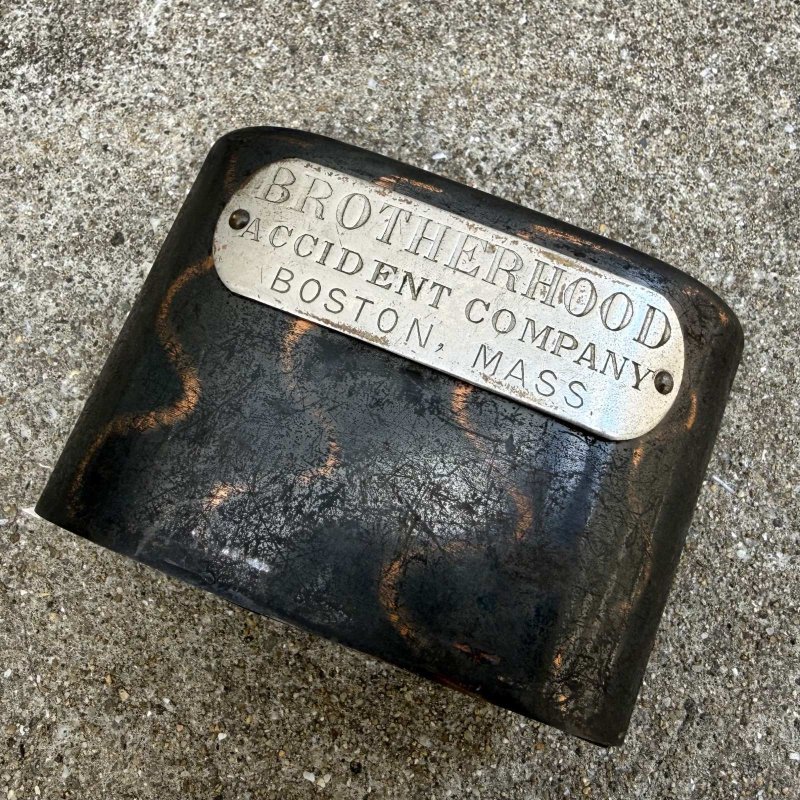 BROTHERHOOD
ACCIDENT COMPANY
BOSTON, MASS.